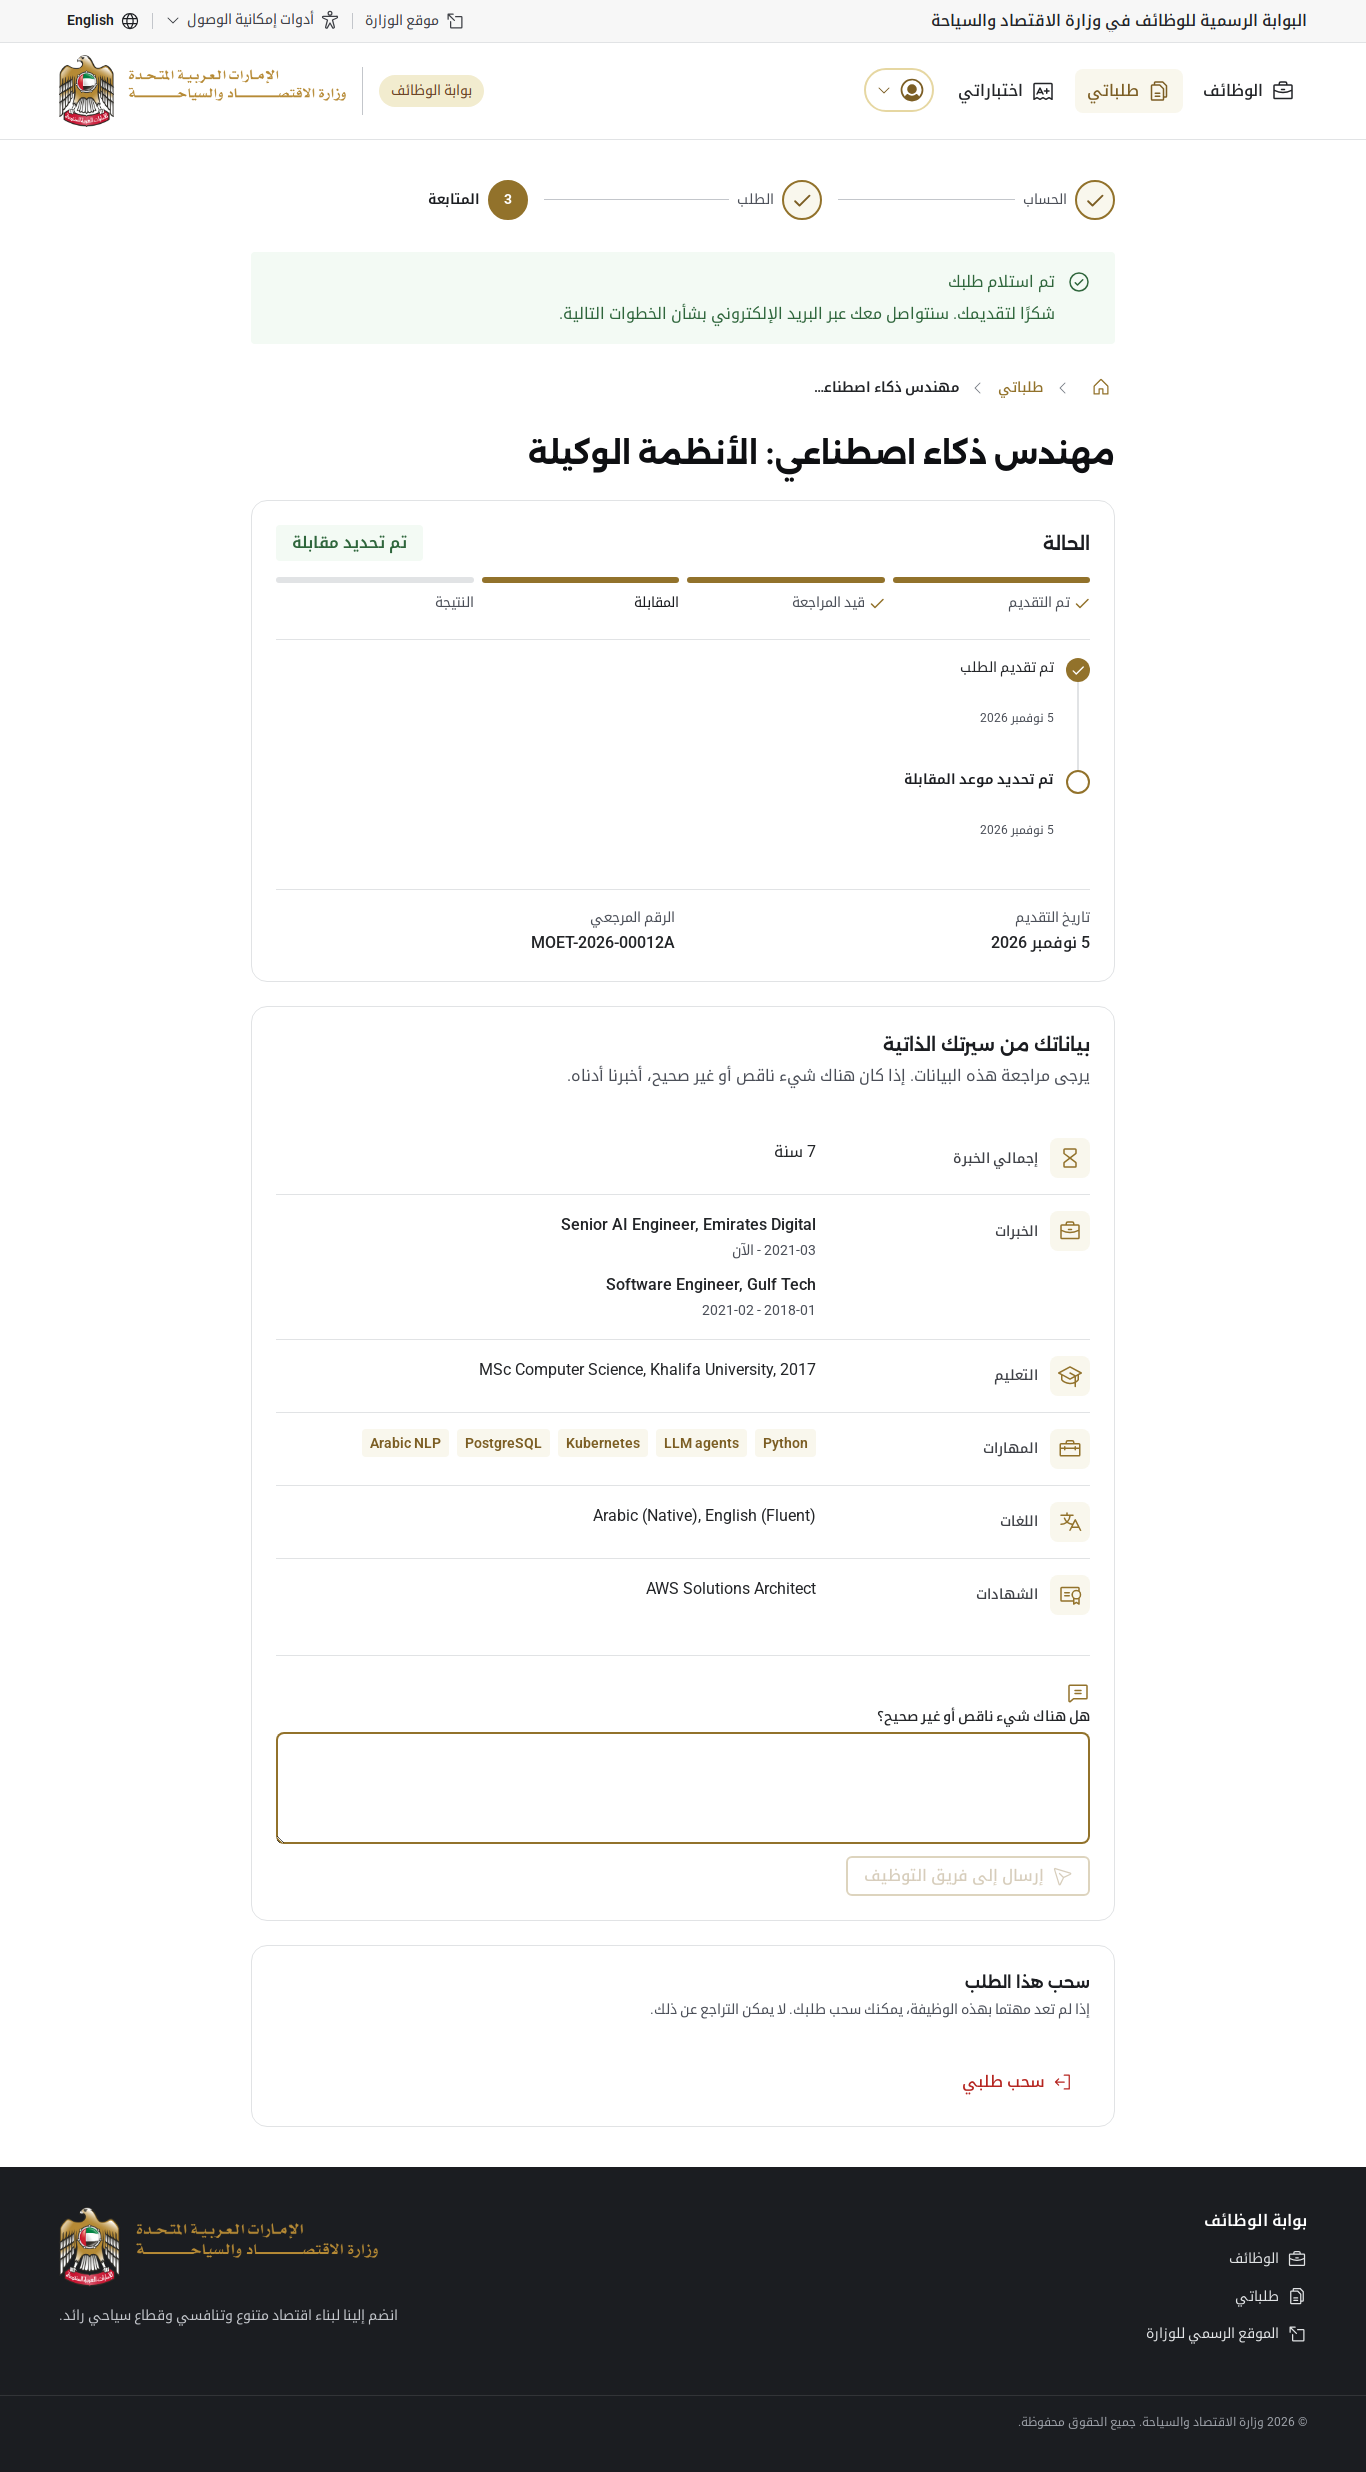 البوابة الرسمية للوظائف في وزارة الاقتصاد والسياحة
موقع الوزارة
أدوات إمكانية الوصول
English
الوظائف
طلباتي
اختباراتي
بوابة الوظائف
الإمارات العربية المتحدة
وزارة الاقتصاد والسياحة
الحساب
الطلب
3
المتابعة
تم استلام طلبك
شكرًا لتقديمك. سنتواصل معك عبر البريد الإلكتروني بشأن الخطوات التالية.
طلباتي
مهندس ذكاء اصطناع...
مهندس ذكاء اصطناعي: الأنظمة الوكيلة
الحالة
تم تحديد مقابلة
تم التقديم
قيد المراجعة
المقابلة
النتيجة
تم تقديم الطلب
5 نوفمبر 2026
تم تحديد موعد المقابلة
5 نوفمبر 2026
تاريخ التقديم
5 نوفمبر 2026
الرقم المرجعي
MOET-2026-00012A
بياناتك من سيرتك الذاتية
يرجى مراجعة هذه البيانات. إذا كان هناك شيء ناقص أو غير صحيح، أخبرنا أدناه.
إجمالي الخبرة
7 سنة
الخبرات
Senior AI Engineer, Emirates Digital
2021-03 - الآن
Software Engineer, Gulf Tech
2018-01 - 2021-02
التعليم
MSc Computer Science, Khalifa University, 2017
المهارات
Python
LLM agents
Kubernetes
PostgreSQL
Arabic NLP
اللغات
Arabic (Native), English (Fluent)
الشهادات
AWS Solutions Architect
هل هناك شيء ناقص أو غير صحيح؟
إرسال إلى فريق التوظيف
سحب هذا الطلب
إذا لم تعد مهتما بهذه الوظيفة، يمكنك سحب طلبك. لا يمكن التراجع عن ذلك.
سحب طلبي
بوابة الوظائف
الوظائف
طلباتي
الموقع الرسمي للوزارة
الإمارات العربية المتحدة
وزارة الاقتصاد والسياحة
انضم إلينا لبناء اقتصاد متنوع وتنافسي وقطاع سياحي رائد.
© 2026 وزارة الاقتصاد والسياحة. جميع الحقوق محفوظة.